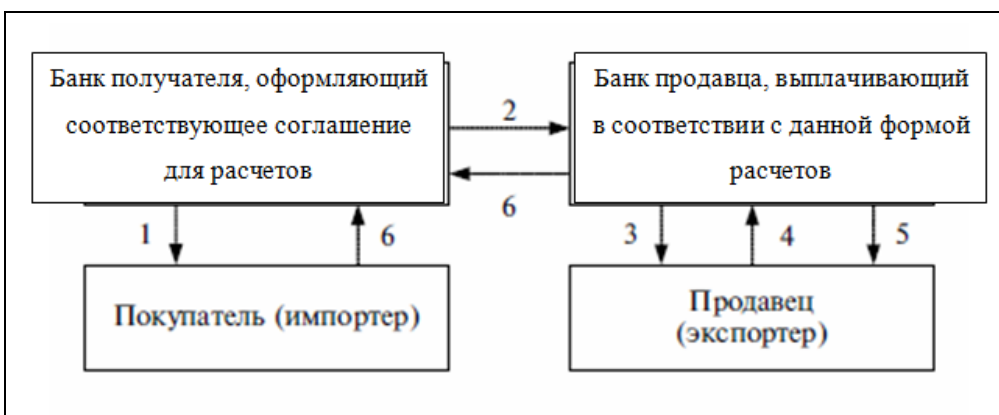 Банк получателя, оформляющий
соответствующее соглашение
для расчетов
Банк продавца, выплачивающий
в соответствии с данной формой
расчетов
2
6
1
6
3
4
5
Покупатель (импортер)
Продавец
(экспортер)